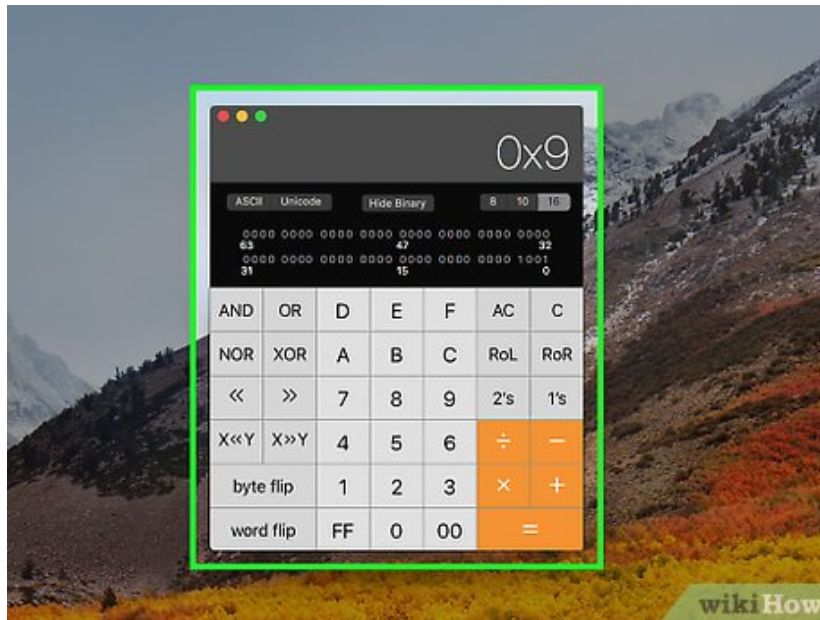 0x9
ASCII Unicode Hide Binary 8 10 16
0000 0000 0000 0000 0000 0000 0000 0000
63 47 32
0000 0000 0000 0000 0000 0000 0000 1001
31 15 0
AND OR D E F AC C
NOR XOR A B C RoL RoR
« » 7 8 9 2's 1's
X«Y X»Y 4 5 6 ÷ −
byte flip 1 2 3 × +
word flip FF 0 00 =
wikiHow